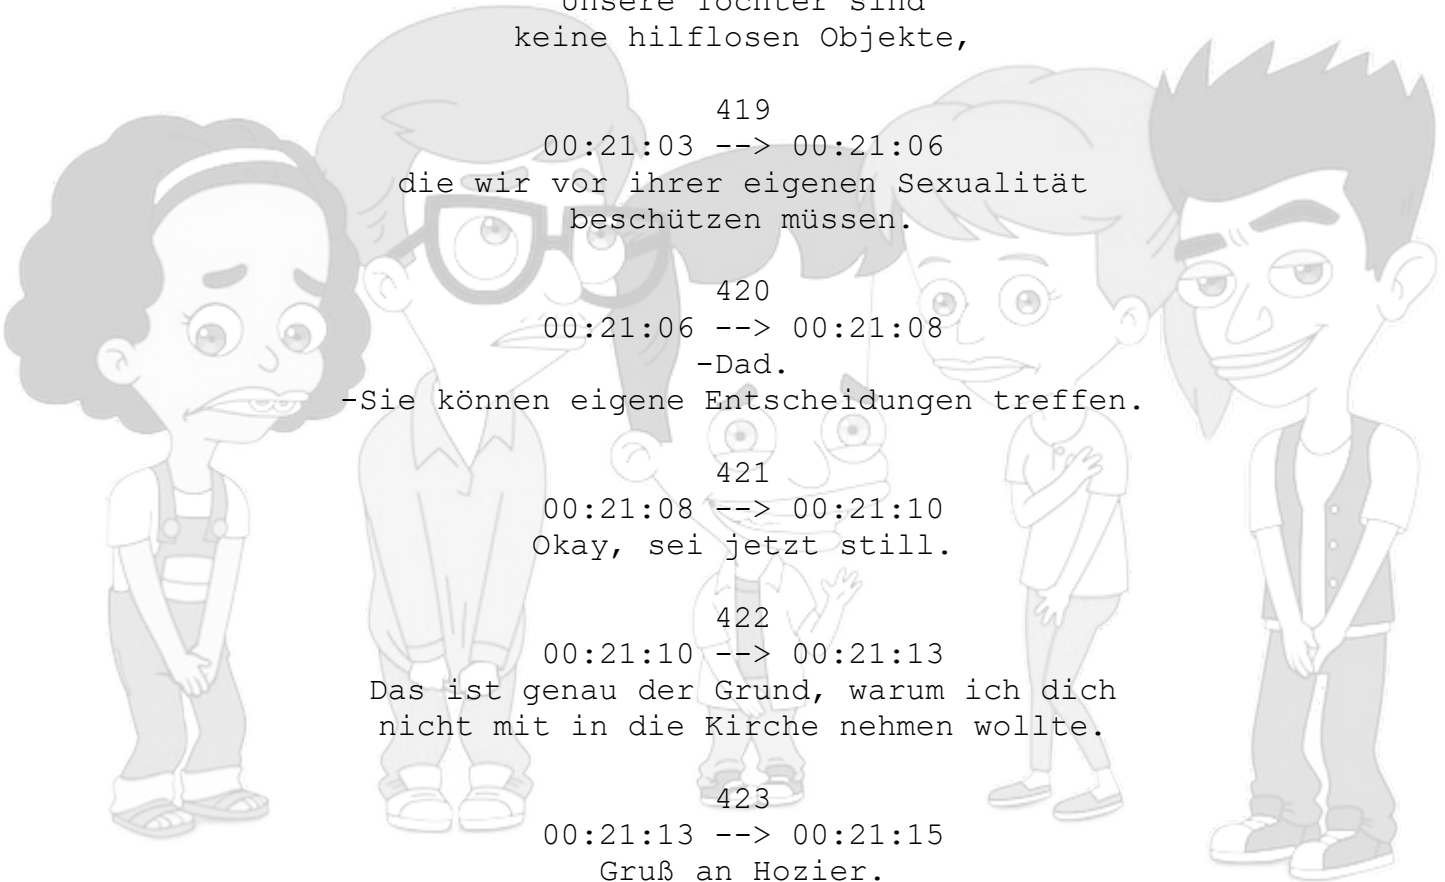 Unsere Töchter sind
keine hilflosen Objekte,
419
00:21:03 --> 00:21:06
die wir vor ihrer eigenen Sexualität
beschützen müssen.
420
00:21:06 --> 00:21:08
-Dad.
-Sie können eigene Entscheidungen treffen.
421
00:21:08 --> 00:21:10
Okay, sei jetzt still.
422
00:21:10 --> 00:21:13
Das ist genau der Grund, warum ich dich
nicht mit in die Kirche nehmen wollte.
423
00:21:13 --> 00:21:15
Gruß an Hozier.